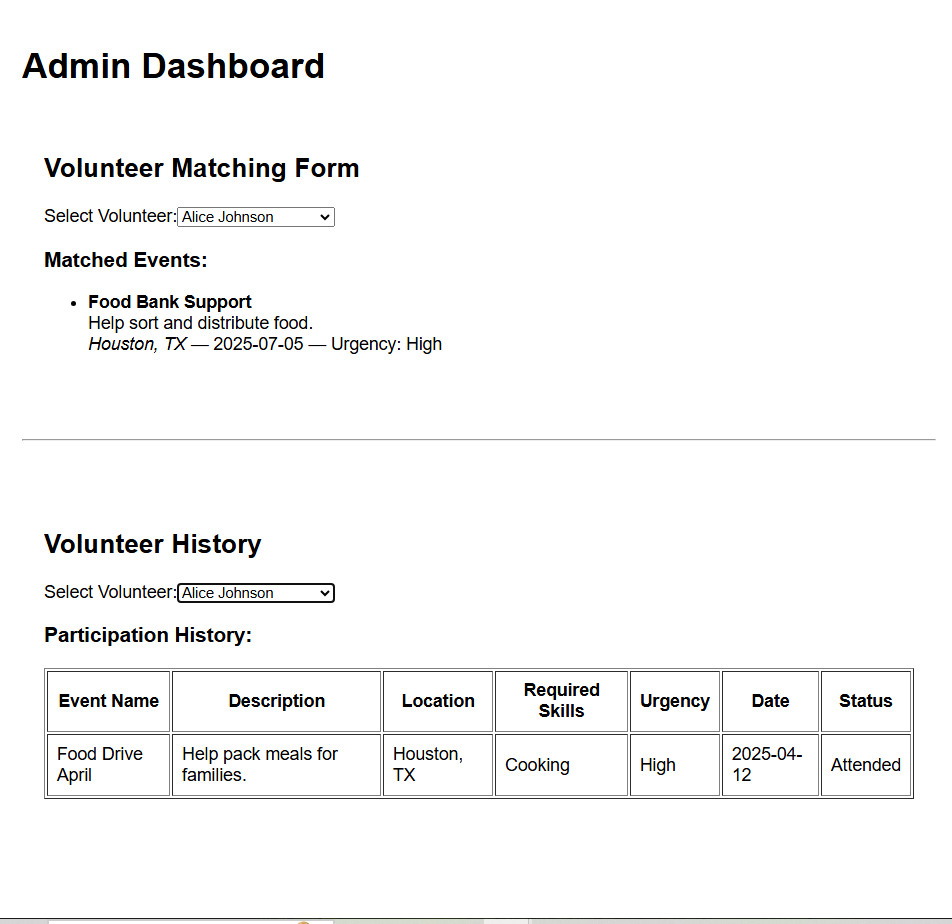 Admin Dashboard
Volunteer Matching Form
Select Volunteer: Alice Johnson
Matched Events:
Food Bank Support
Help sort and distribute food.
Houston, TX — 2025-07-05 — Urgency: High
Volunteer History
Select Volunteer: Alice Johnson
Participation History:
Event Name Description Location Required Skills Urgency Date Status
Food Drive April Help pack meals for families. Houston, TX Cooking High 2025-04-12 Attended